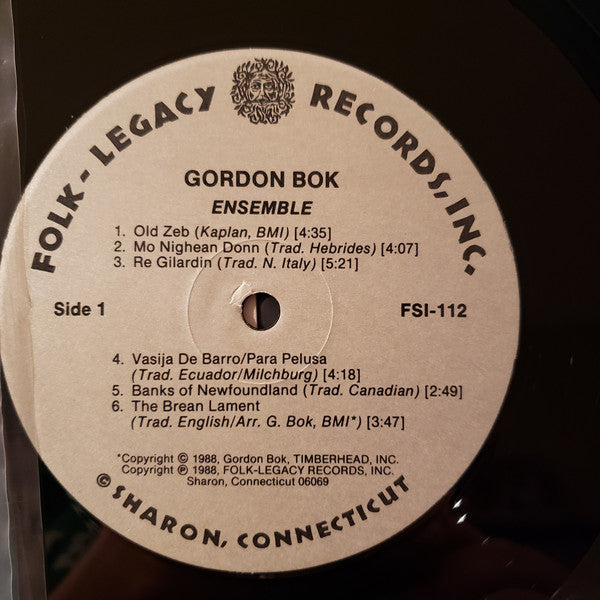 FOLK-LEGACY RECORDS, INC.
GORDON BOK
ENSEMBLE
1. Old Zeb (Kaplan, BMI) [4:35]
2. Mo Nighean Donn (Trad. Hebrides) [4:07]
3. Re Gilardin (Trad. N. Italy) [5:21]
Side 1
FSI-112
4. Vasija De Barro/Para Pelusa
(Trad. Ecuador/Milchburg) [4:18]
5. Banks of Newfoundland (Trad. Canadian) [2:49]
6. The Brean Lament
(Trad. English/Arr. G. Bok, BMI*) [3:47]
*Copyright © 1988, Gordon Bok, TIMBERHEAD, INC.
Copyright ℗ 1988, FOLK-LEGACY RECORDS, INC.
Sharon, Connecticut 06069
© SHARON, CONNECTICUT